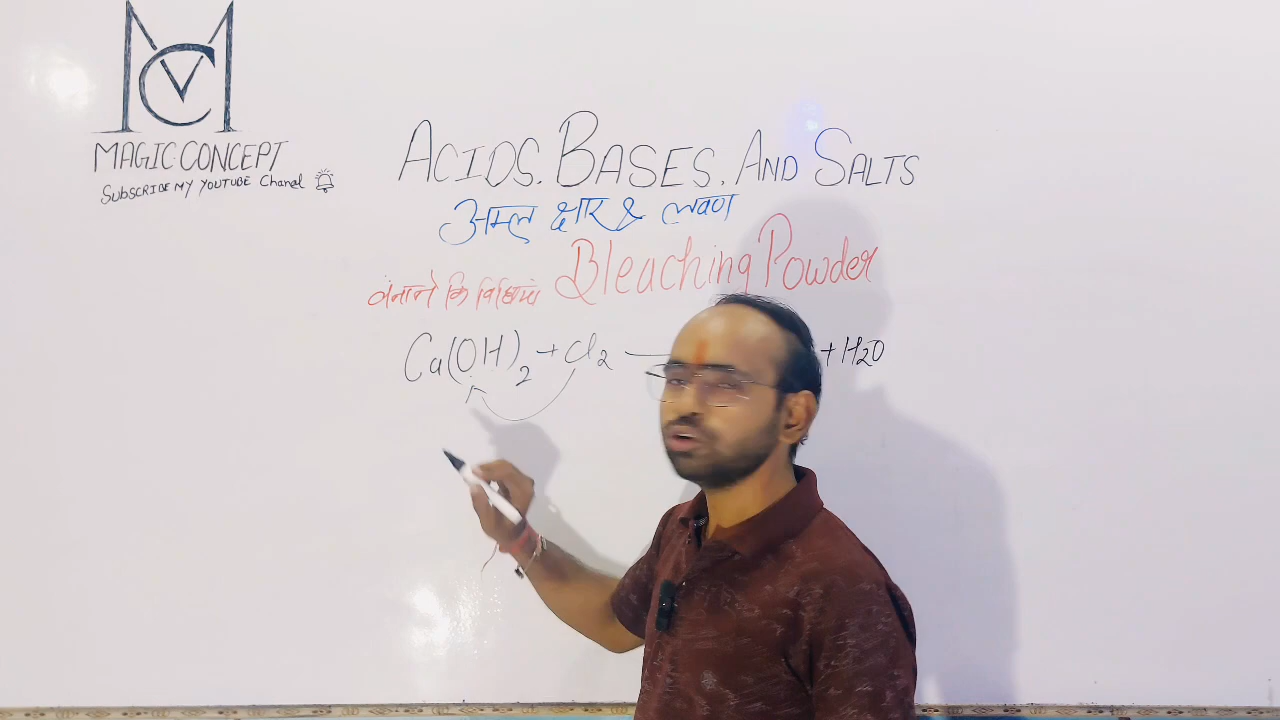 MCV
MAGIC CONCEPT
SUBSCRIBE MY YOUTUBE Chanel
ACIDS, BASES, AND SALTS
अम्ल क्षार & लवण
बनाने कि विधियां Bleaching Powder
Ca(OH)2 + Cl2 — + H2O